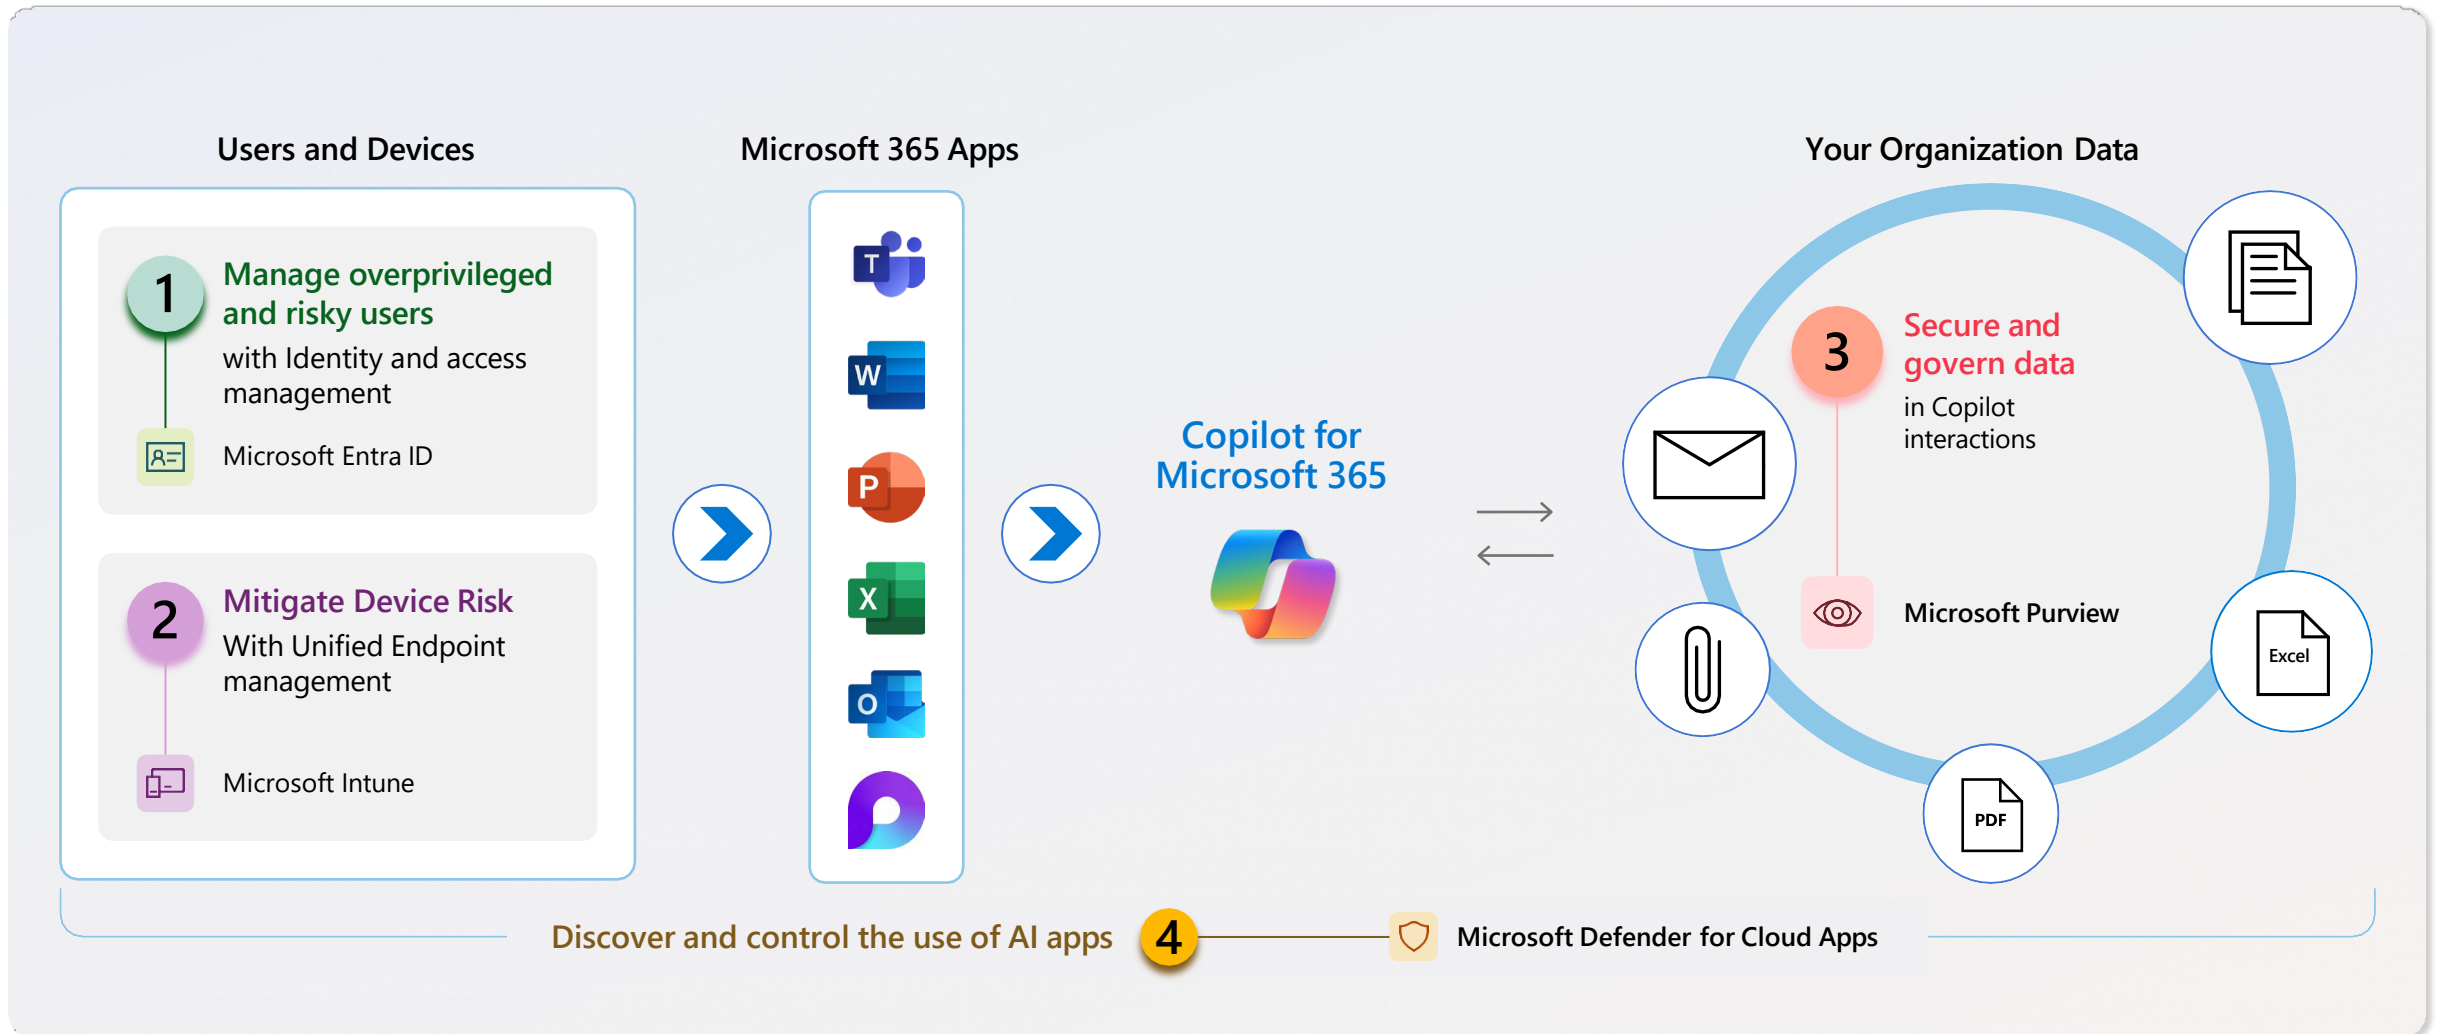 Users and Devices
1
Manage overprivileged
and risky users
with Identity and access
management
Microsoft Entra ID
2
Mitigate Device Risk
With Unified Endpoint
management
Microsoft Intune
Microsoft 365 Apps
T
W
P
X
O
Copilot for
Microsoft 365
Your Organization Data
3
Secure and
govern data
in Copilot
interactions
Microsoft Purview
Excel
PDF
Discover and control the use of AI apps
4
Microsoft Defender for Cloud Apps